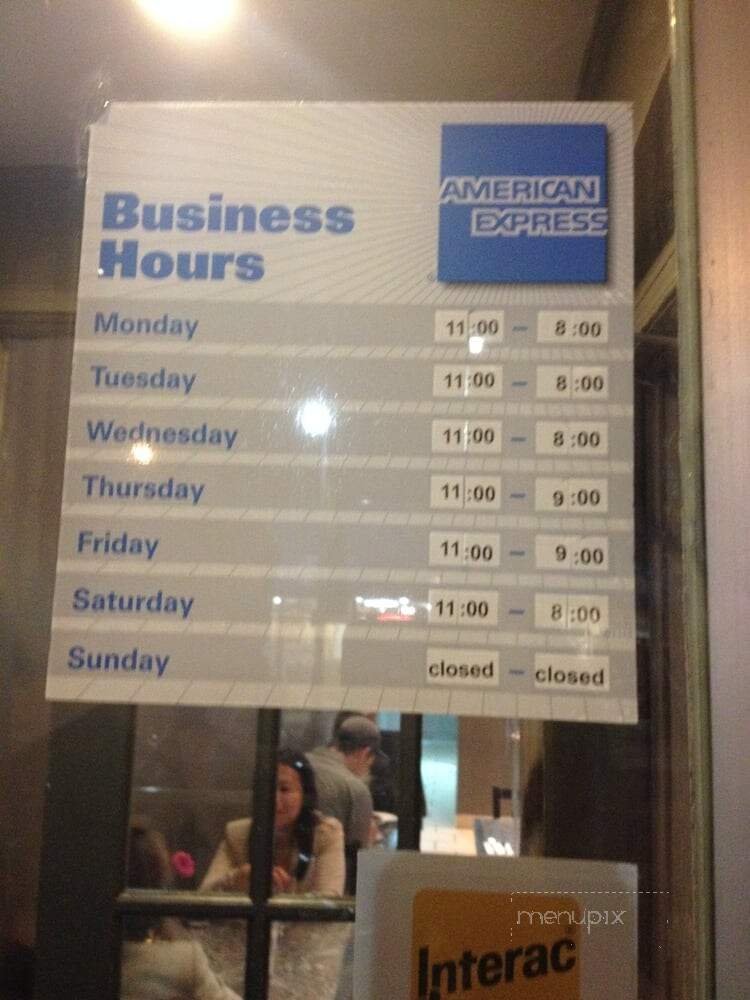 AMERICAN
EXPRESS
Business
Hours
Monday 11:00 – 8:00
Tuesday 11:00 – 8:00
Wednesday 11:00 – 8:00
Thursday 11:00 – 9:00
Friday 11:00 – 9:00
Saturday 11:00 – 8:00
Sunday closed – closed
menupix
Interac